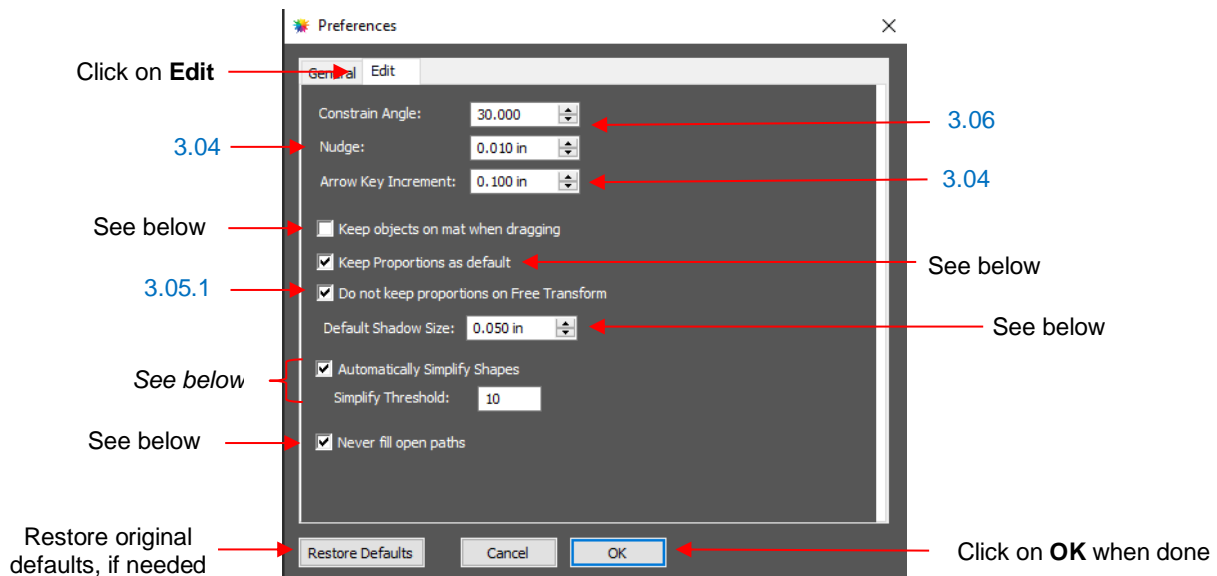 Preferences
Click on Edit
General Edit
Constrain Angle: 30.000
3.06
3.04
Nudge: 0.010 in
Arrow Key Increment: 0.100 in
3.04
See below
Keep objects on mat when dragging
Keep Proportions as default
See below
3.05.1
Do not keep proportions on Free Transform
Default Shadow Size: 0.050 in
See below
See below
Automatically Simplify Shapes
Simplify Threshold: 10
See below
Never fill open paths
Restore original
defaults, if needed
Restore Defaults Cancel OK
Click on OK when done